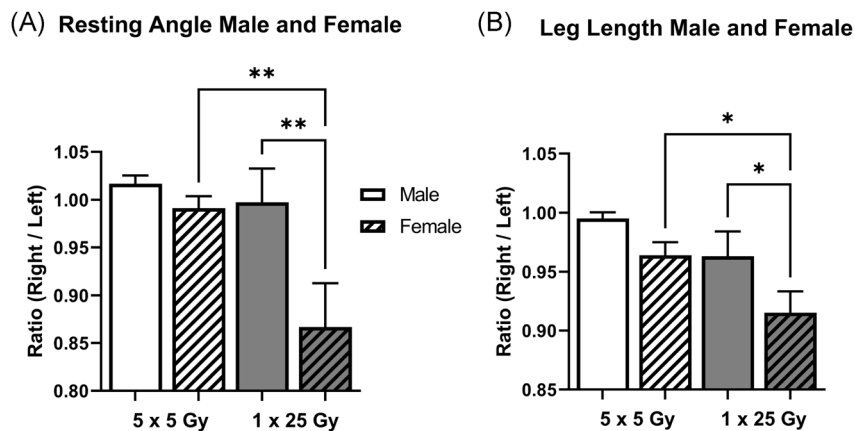 (A) Resting Angle Male and Female
**
**
Ratio (Right / Left)
1.05
1.00
0.95
0.90
0.85
0.80
5 x 5 Gy
1 x 25 Gy
Male
Female
(B) Leg Length Male and Female
*
*
Ratio (Right / Left)
1.05
1.00
0.95
0.90
0.85
5 x 5 Gy
1 x 25 Gy